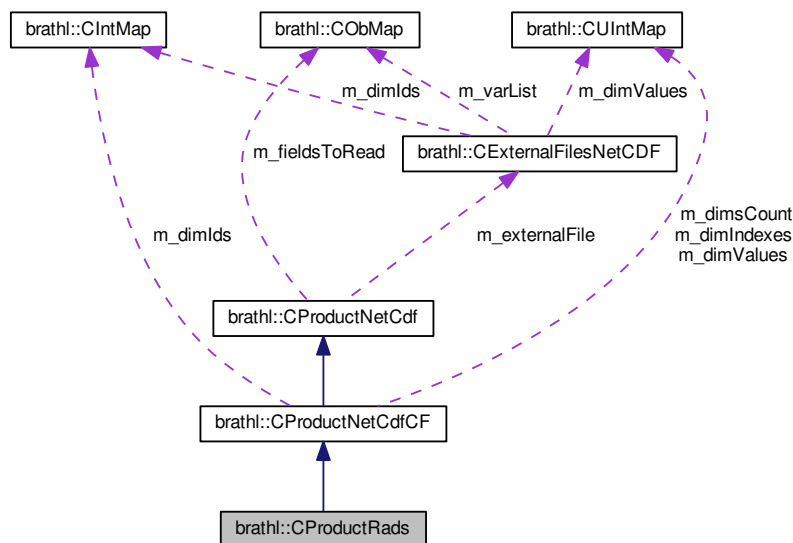 brathl::CIntMap
brathl::CObMap
brathl::CUIntMap
m_dimIds
m_varList
m_dimValues
m_fieldsToRead
brathl::CExternalFilesNetCDF
m_dimIds
m_externalFile
m_dimsCount
m_dimIndexes
m_dimValues
brathl::CProductNetCdf
brathl::CProductNetCdfCF
brathl::CProductRads